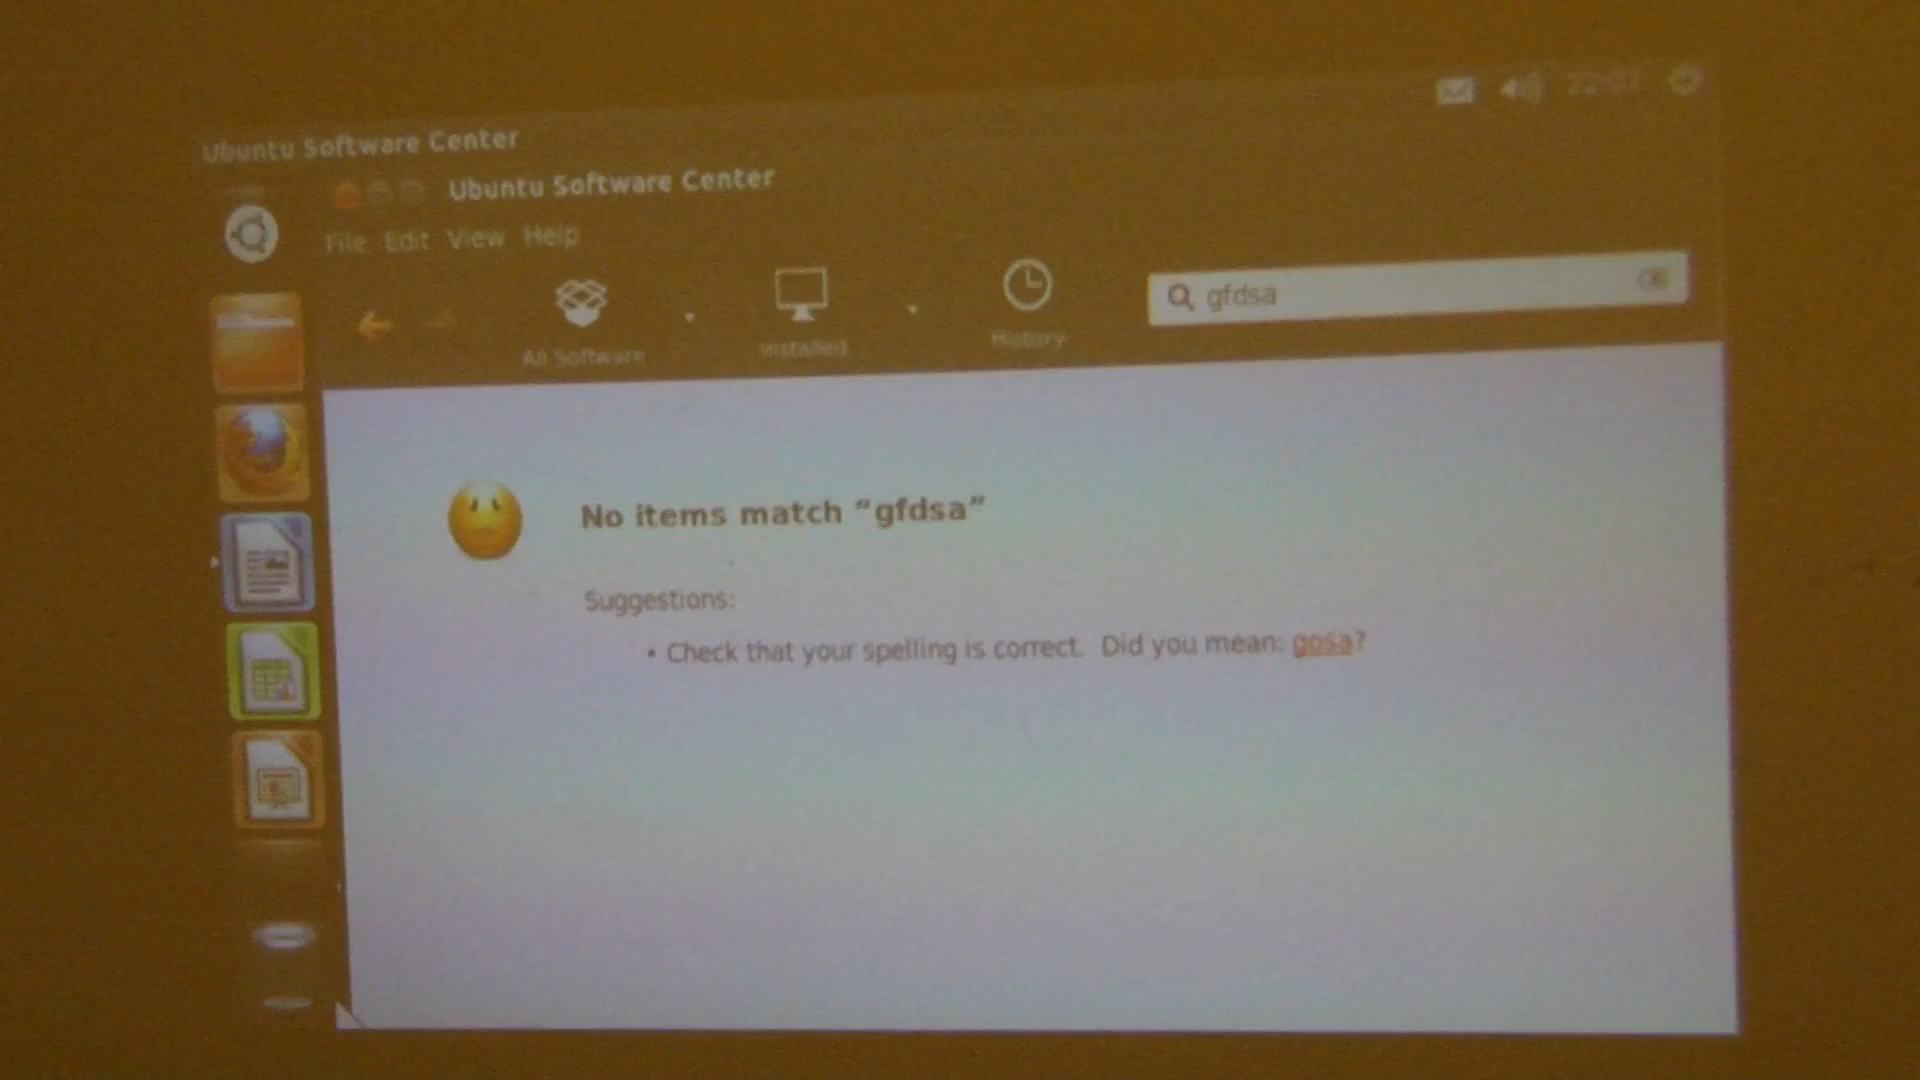 Ubuntu Software Center
Ubuntu Software Center
File Edit View Help
All Software
Installed
History
gfdsa
No items match “gfdsa”
Suggestions:
• Check that your spelling is correct. Did you mean: gosa?